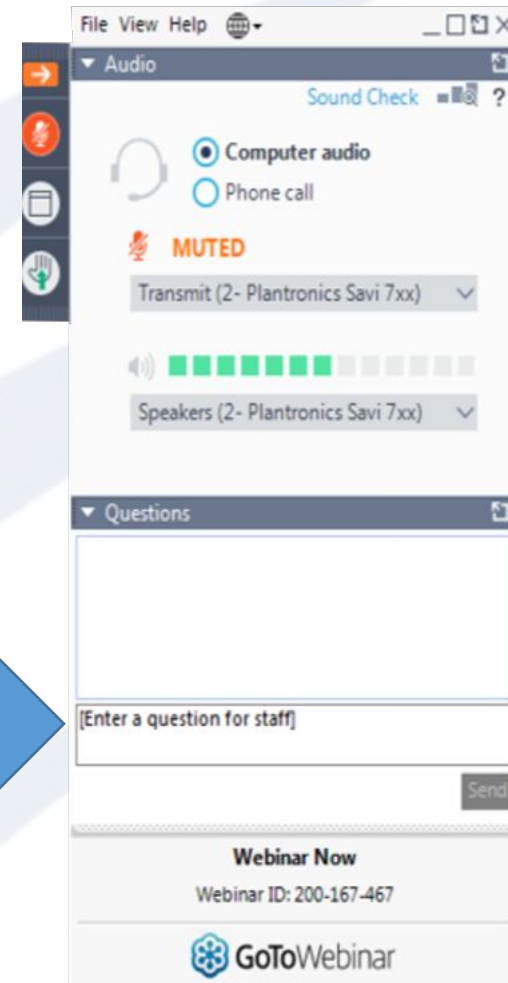 File View Help
Audio
Sound Check ?
Computer audio
Phone call
MUTED
Transmit (2- Plantronics Savi 7xx)
Speakers (2- Plantronics Savi 7xx)
Questions
[Enter a question for staff]
Send
Webinar Now
Webinar ID: 200-167-467
GoToWebinar